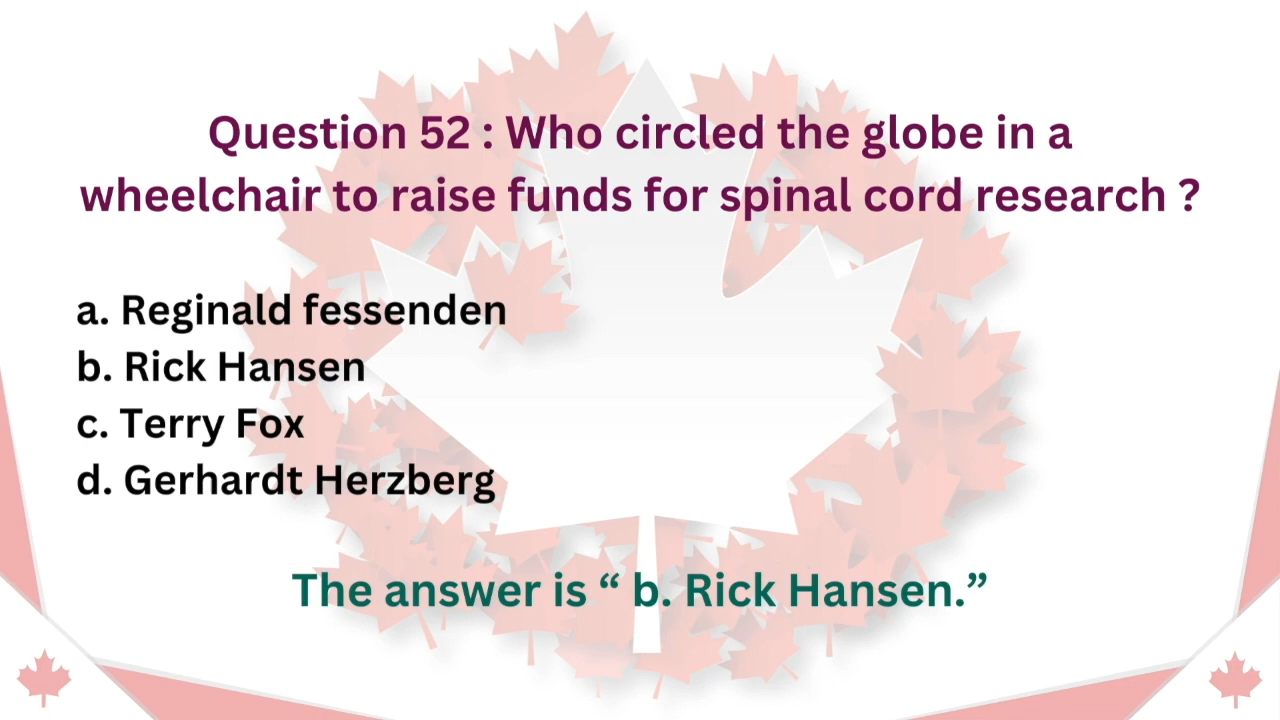 Question 52 : Who circled the globe in a
wheelchair to raise funds for spinal cord research ?
a. Reginald fessenden
b. Rick Hansen
c. Terry Fox
d. Gerhardt Herzberg
The answer is “ b. Rick Hansen.”